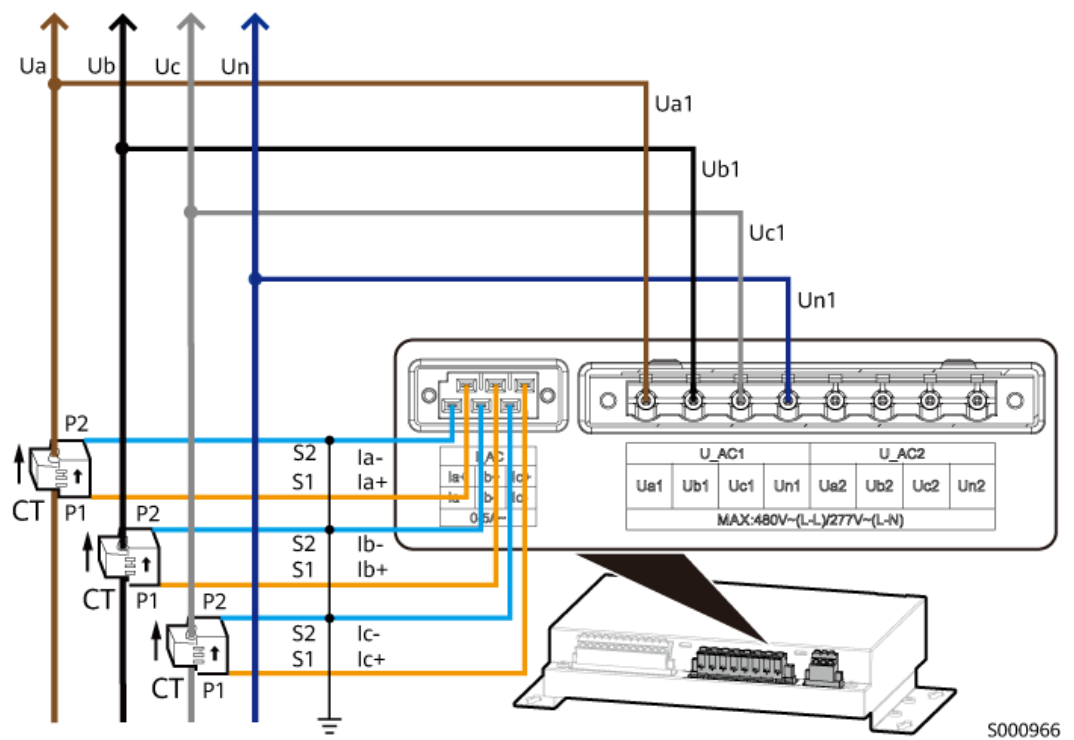 Ua Ub Uc Un
Ua1
Ub1
Uc1
Un1
P2
S2 Ia-
S1 Ia+
CT P1
P2
S2 Ib-
S1 Ib+
CT P1
P2
S2 Ic-
S1 Ic+
CT P1
U_AC1 U_AC2
Ua1 Ub1 Uc1 Un1 Ua2 Ub2 Uc2 Un2
MAX:480V~(L-L)/277V~(L-N)
S000966